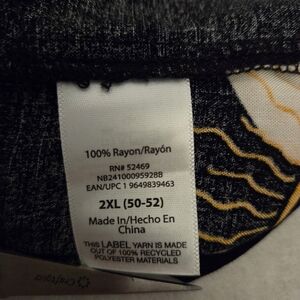 100% Rayon/Rayón
RN# 52469
NB2410009592BB
EAN/UPC 1 9649839463
2XL (50-52)
Made In/Hecho En
China
THIS LABEL YARN IS MADE
OUT OF 100% RECYCLED
POLYESTER MATERIALS